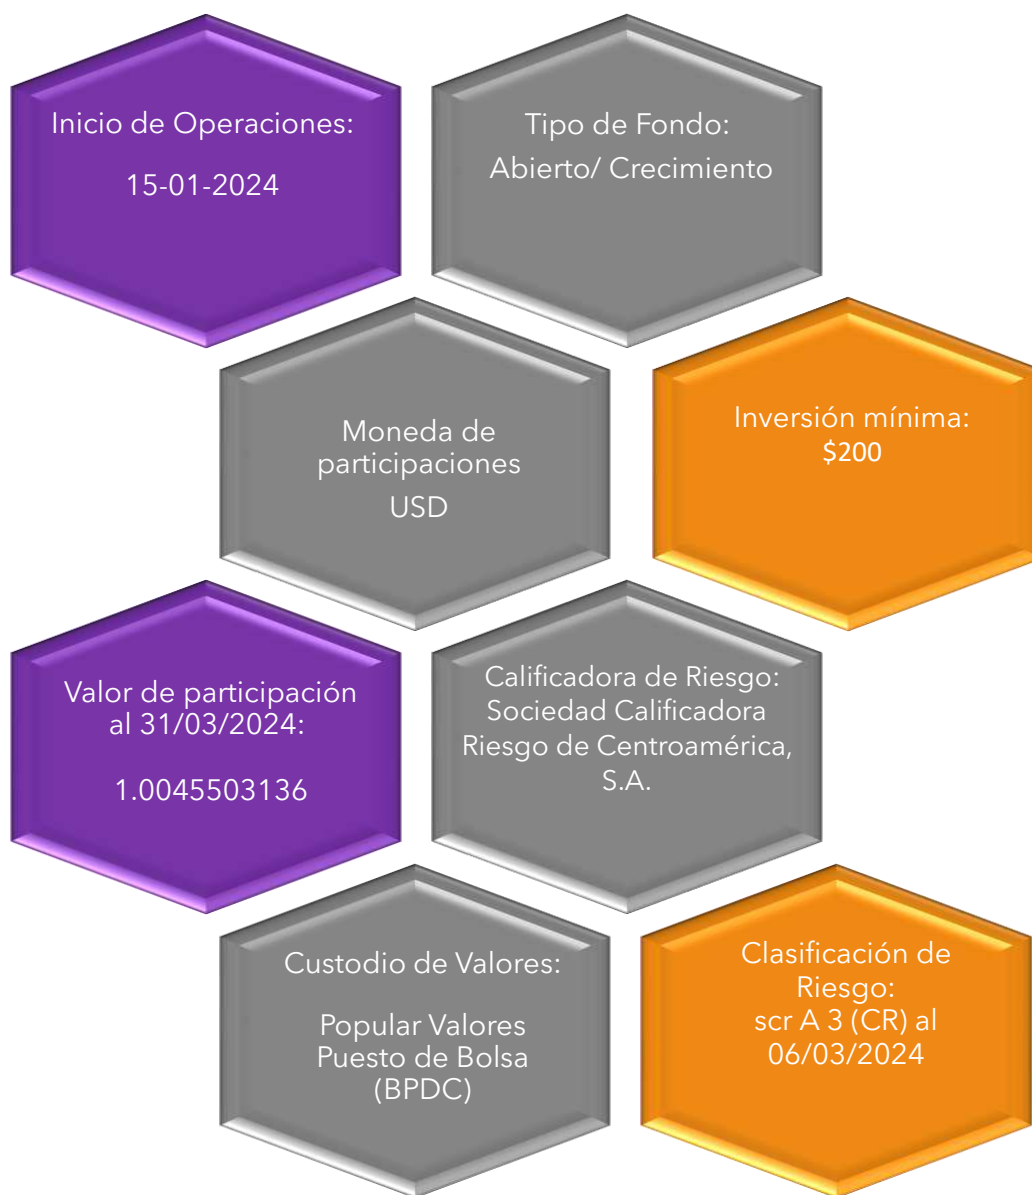 Inicio de Operaciones:
15-01-2024
Tipo de Fondo:
Abierto/ Crecimiento
Moneda de
participaciones
USD
Inversión mínima:
$200
Valor de participación
al 31/03/2024:
1.0045503136
Calificadora de Riesgo:
Sociedad Calificadora
Riesgo de Centroamérica,
S.A.
Custodio de Valores:
Popular Valores
Puesto de Bolsa
(BPDC)
Clasificación de
Riesgo:
scr A 3 (CR) al
06/03/2024